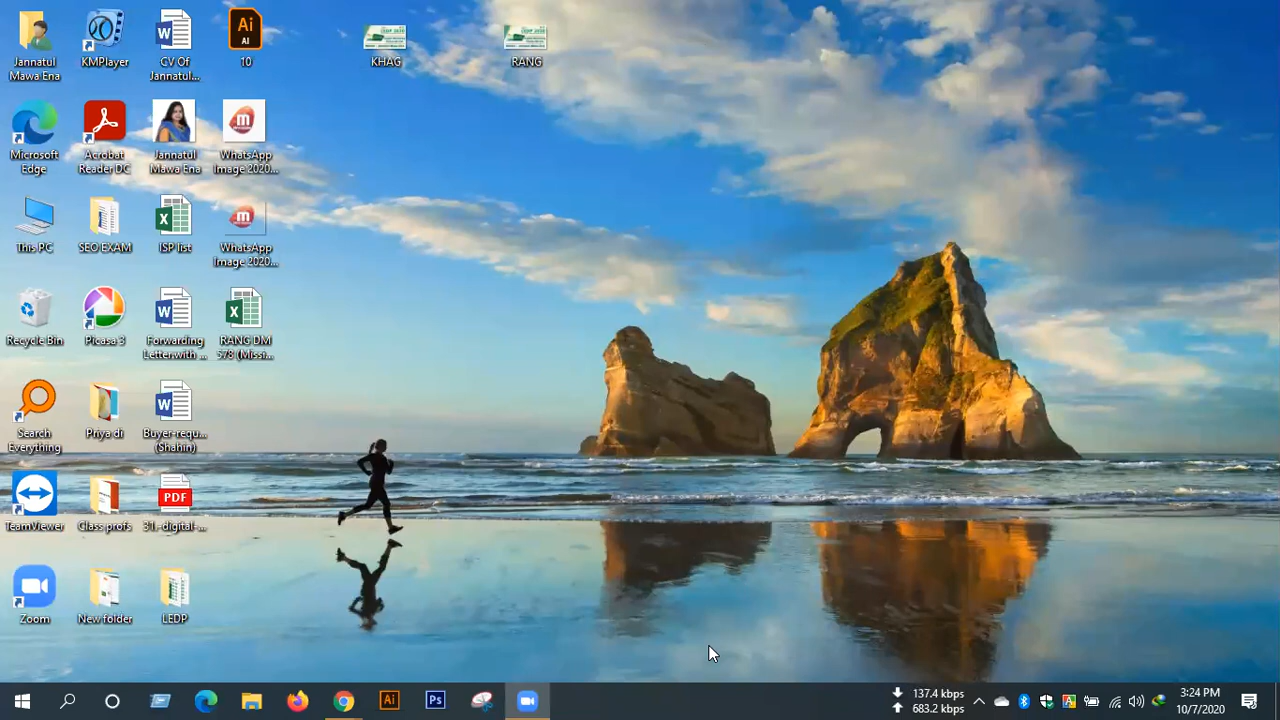 Jannatul
Mawa Ena
KMPlayer
CV Of
Jannatul...
Ai
AI
10
KHAG
RANG
Microsoft
Edge
Acrobat
Reader DC
Jannatul
Mawa Ena
WhatsApp
Image 2020...
This PC
SEO EXAM
ISP list
WhatsApp
Image 2020...
Recycle Bin
Picasa 3
Forwarding
Letterwith ...
RANG DM
578 (Missi...
Search
Everything
Priya di
Buyer-requ...
(Shahin)
TeamViewer
Class profs
PDF
31.-digital-...
Zoom
New folder
LEDP
Ai
Ps
137.4 kbps
683.2 kbps
3:24 PM
10/7/2020